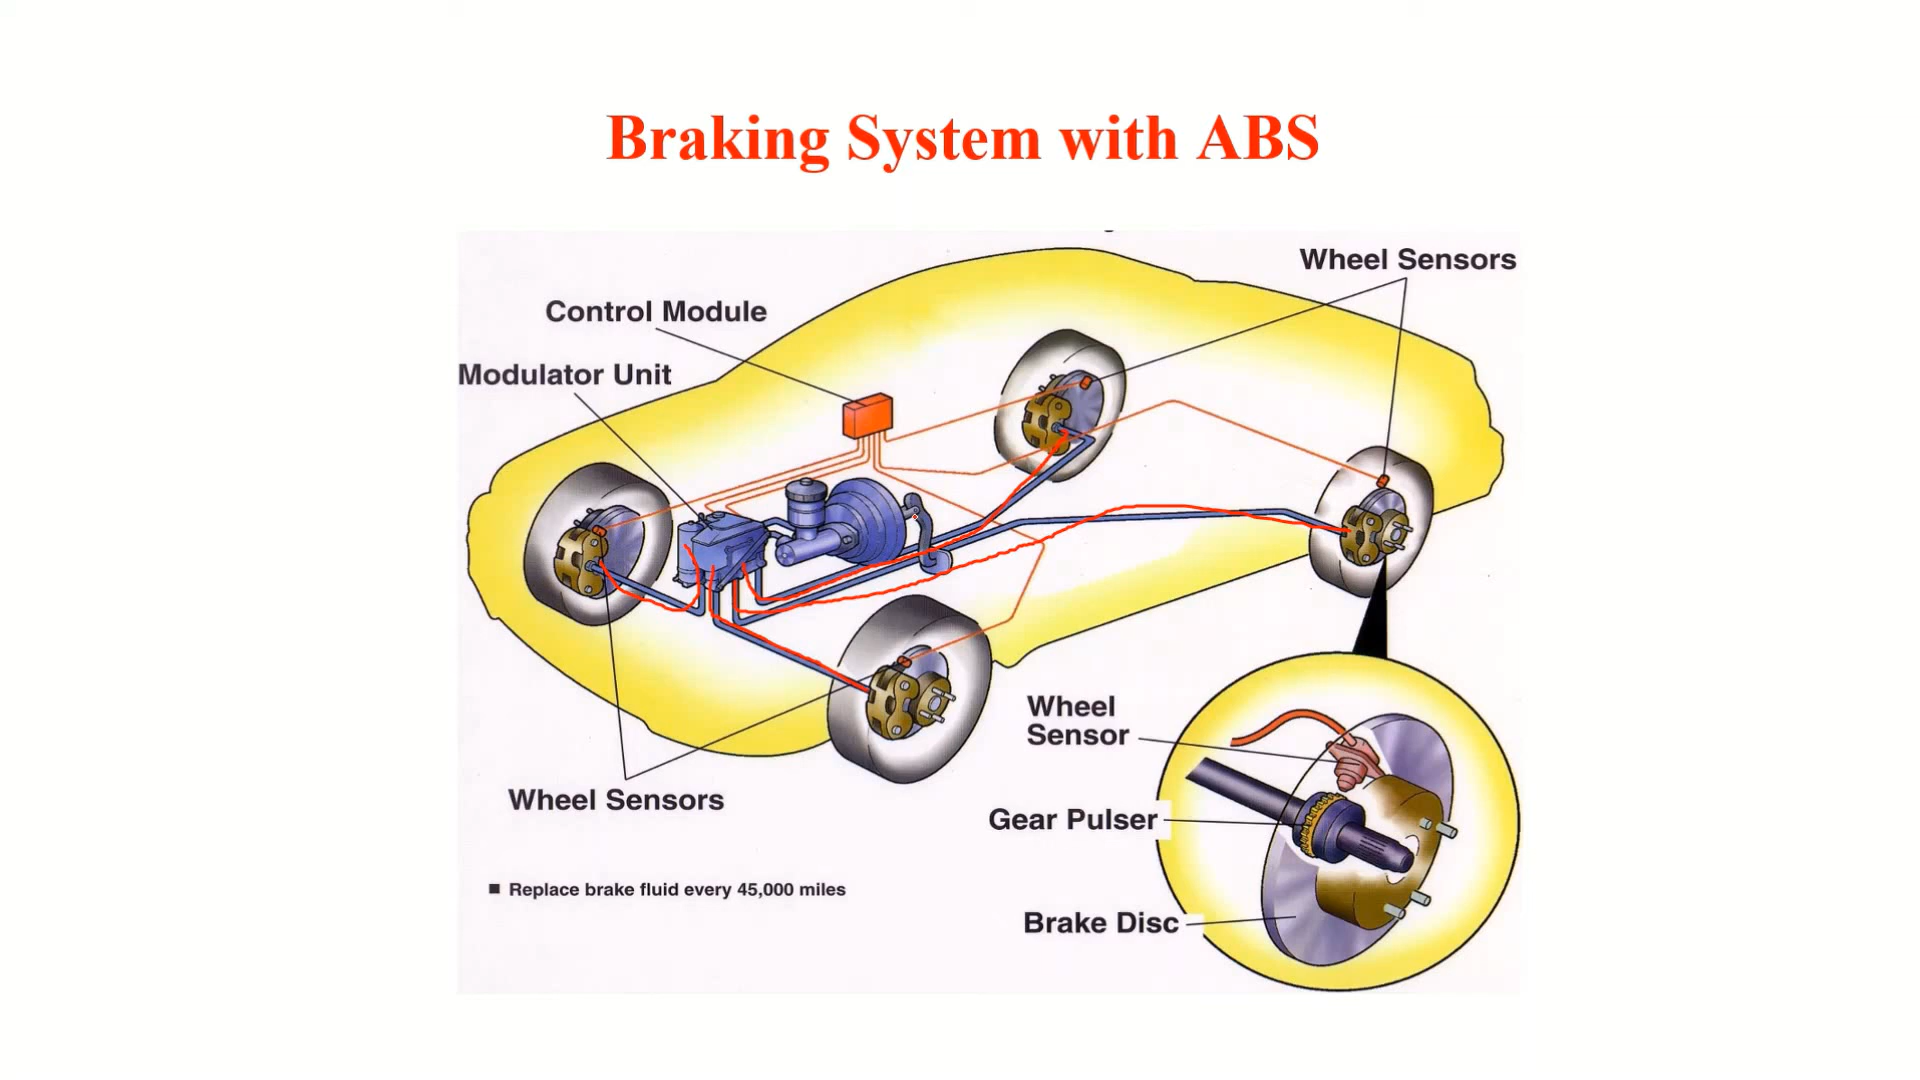 Braking System with ABS
Wheel Sensors
Control Module
Modulator Unit
Wheel
Sensor
Wheel Sensors
Gear Pulser
■ Replace brake fluid every 45,000 miles
Brake Disc